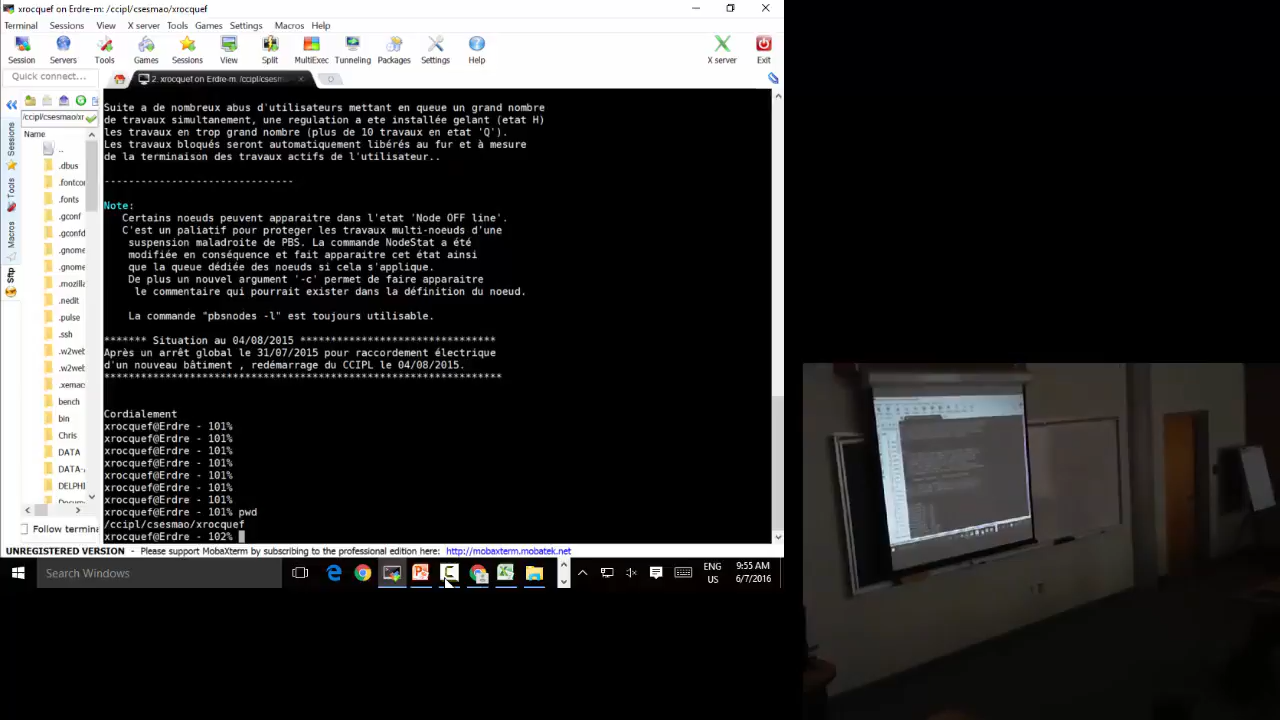 xrocquef on Erdre-m: /ccipl/csesmao/xrocquef
Terminal Sessions View X server Tools Games Settings Macros Help
Session Servers Tools Games Sessions View Split MultiExec Tunneling Packages Settings Help X server Exit
Quick connect...
2. xrocquef on Erdre-m /ccipl/csesm
/ccipl/csesmao/xr
Name
..
.dbus
.fontco
.fonts
.gconf
.gconfd
.gnome
.gnome
.mozilla
.nedit
.pulse
.ssh
.w2web
.w2web
.xemac
bench
bin
Chris
DATA
DATA-
DELPHI
Follow termina
Sessions
Tools
Macros
Sftp
Suite a de nombreux abus d'utilisateurs mettant en queue un grand nombre
de travaux simultanement, une regulation a ete installée gelant (etat H)
les travaux en trop grand nombre (plus de 10 travaux en etat 'Q').
Les travaux bloqués seront automatiquement libérés au fur et à mesure
de la terminaison des travaux actifs de l'utilisateur..
-------------------------------
Note:
Certains noeuds peuvent apparaitre dans l'etat 'Node OFF line'.
C'est un paliatif pour proteger les travaux multi-noeuds d'une
suspension maladroite de PBS. La commande NodeStat a été
modifiée en conséquence et fait apparaitre cet état ainsi
que la queue dédiée des noeuds si cela s'applique.
De plus un nouvel argument '-c' permet de faire apparaitre
le commentaire qui pourrait exister dans la définition du noeud.
La commande "pbsnodes -l" est toujours utilisable.
******* Situation au 04/08/2015 ********************************
Après un arrêt global le 31/07/2015 pour raccordement électrique
d'un nouveau bâtiment , redémarrage du CCIPL le 04/08/2015.
*****************************************************************
Cordialement
xrocquef@Erdre - 101%
xrocquef@Erdre - 101%
xrocquef@Erdre - 101%
xrocquef@Erdre - 101%
xrocquef@Erdre - 101%
xrocquef@Erdre - 101%
xrocquef@Erdre - 101%
xrocquef@Erdre - 101% pwd
/ccipl/csesmao/xrocquef
xrocquef@Erdre - 102%
UNREGISTERED VERSION - Please support MobaXterm by subscribing to the professional edition here: http://mobaxterm.mobatek.net
Search Windows
ENG
US
9:55 AM
6/7/2016